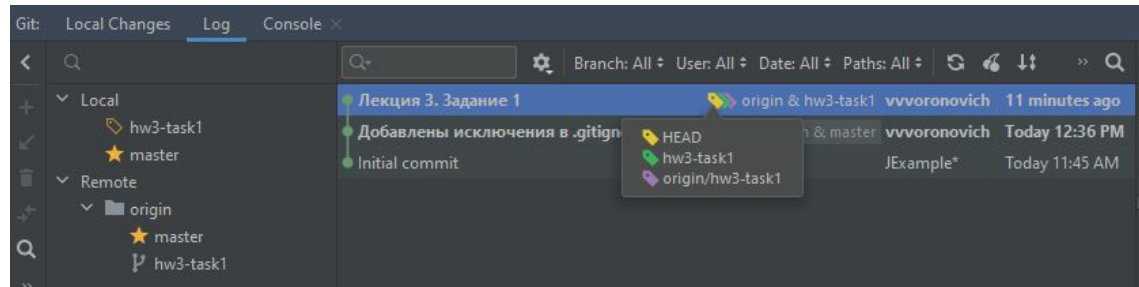 Git: Local Changes Log Console
Branch: All User: All Date: All Paths: All
Local
hw3-task1
master
Remote
origin
master
hw3-task1
Лекция 3. Задание 1 origin & hw3-task1 vvvoronovich 11 minutes ago
Добавлены исключения в .gitign & master vvvoronovich Today 12:36 PM
Initial commit JExample* Today 11:45 AM
HEAD
hw3-task1
origin/hw3-task1